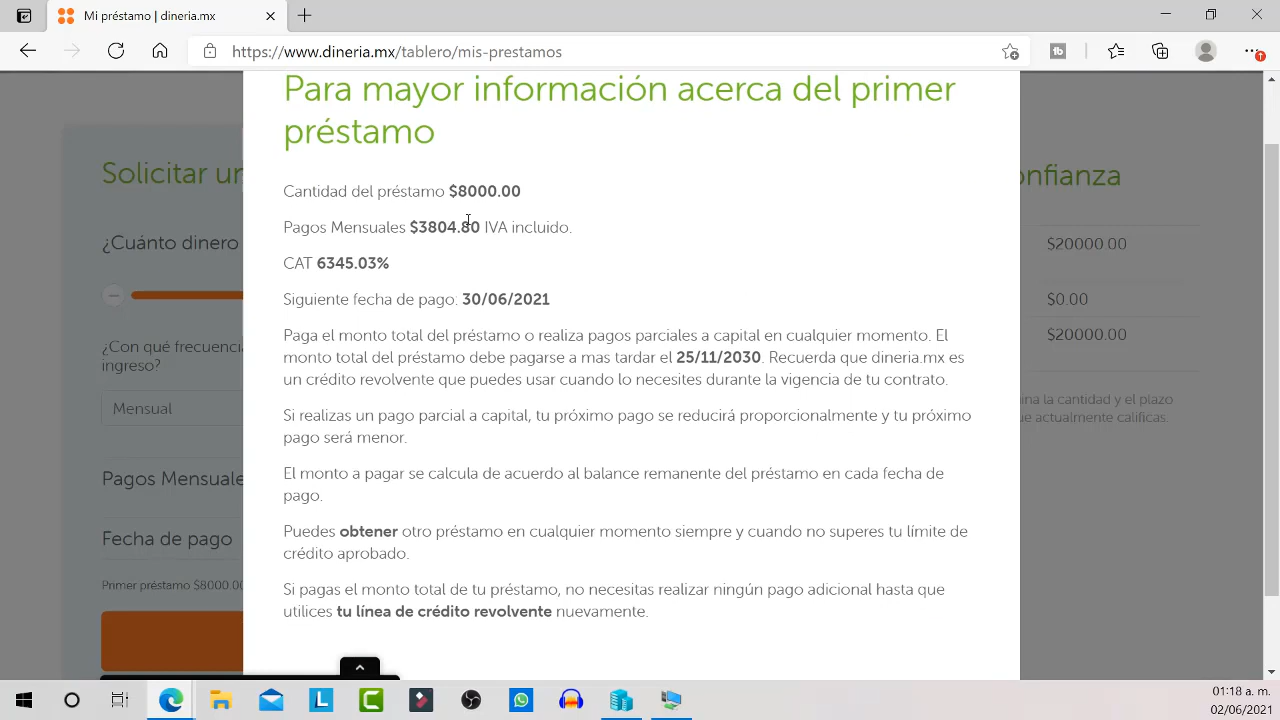 Mi préstamo | dineria.mx
https://www.dineria.mx/tablero/mis-prestamos
Para mayor información acerca del primer
préstamo
Cantidad del préstamo $8000.00
Pagos Mensuales $3804.80 IVA incluido.
CAT 6345.03%
Siguiente fecha de pago: 30/06/2021
Paga el monto total del préstamo o realiza pagos parciales a capital en cualquier momento. El
monto total del préstamo debe pagarse a mas tardar el 25/11/2030. Recuerda que dineria.mx es
un crédito revolvente que puedes usar cuando lo necesites durante la vigencia de tu contrato.
Si realizas un pago parcial a capital, tu próximo pago se reducirá proporcionalmente y tu próximo
pago será menor.
El monto a pagar se calcula de acuerdo al balance remanente del préstamo en cada fecha de
pago.
Puedes obtener otro préstamo en cualquier momento siempre y cuando no superes tu límite de
crédito aprobado.
Si pagas el monto total de tu préstamo, no necesitas realizar ningún pago adicional hasta que
utilices tu línea de crédito revolvente nuevamente.
Solicitar un
¿Cuánto dinero
¿Con qué frecuenci
ingreso?
Mensual
Pagos Mensuale
Fecha de pago
Primer préstamo $8000.00
onfianza
$20000.00
$0.00
$20000.00
ina la cantidad y el plazo
ue actualmente calificas.
01:18 a. m.
02/06/2021